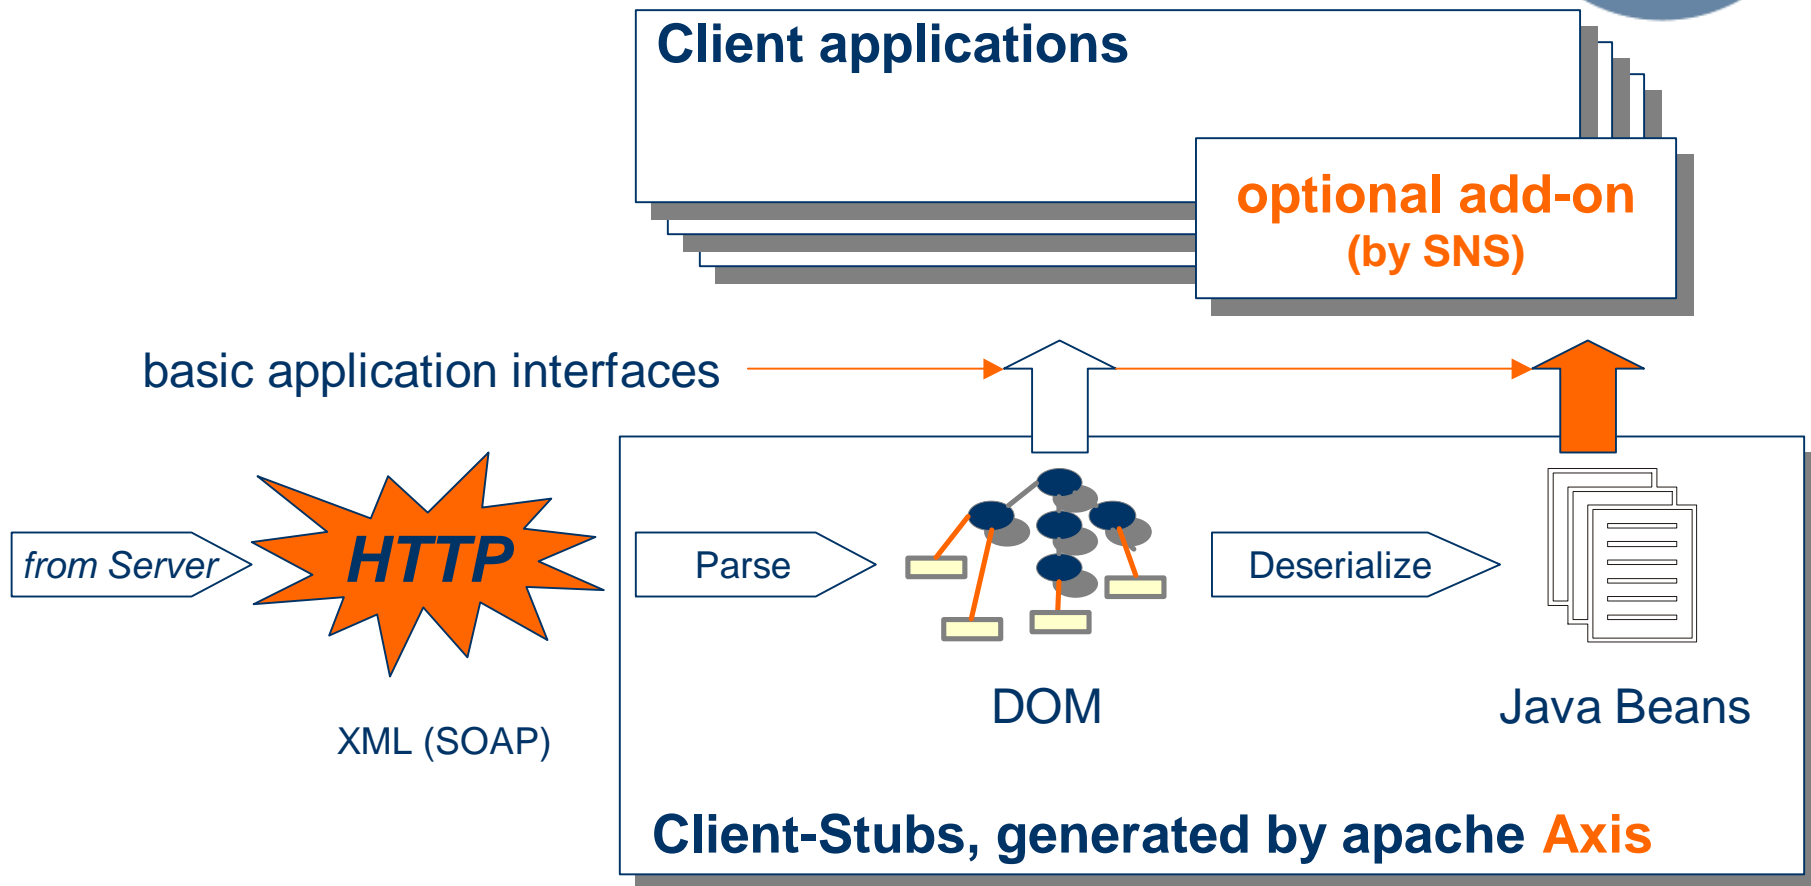 Client applications
optional add-on
(by SNS)
basic application interfaces
from Server
HTTP
Parse
Deserialize
DOM
Java Beans
XML (SOAP)
Client-Stubs, generated by apache Axis